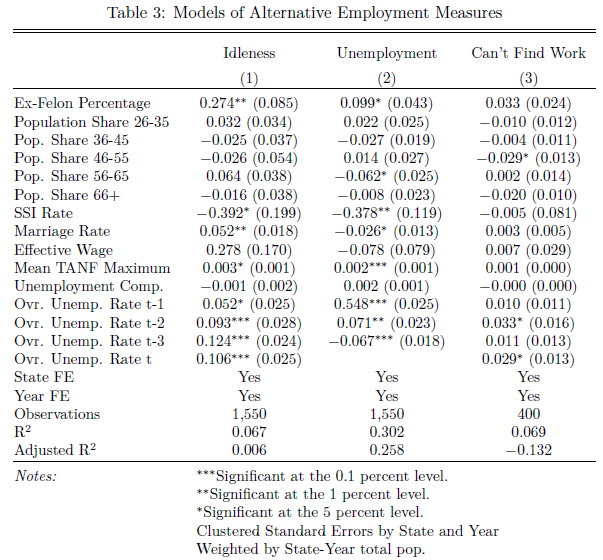 Table 3: Models of Alternative Employment Measures
Idleness Unemployment Can't Find Work
(1) (2) (3)
Ex-Felon Percentage 0.274** (0.085) 0.099* (0.043) 0.033 (0.024)
Population Share 26-35 0.032 (0.034) 0.022 (0.025) −0.010 (0.012)
Pop. Share 36-45 −0.025 (0.037) −0.027 (0.019) −0.004 (0.011)
Pop. Share 46-55 −0.026 (0.054) 0.014 (0.027) −0.029* (0.013)
Pop. Share 56-65 0.064 (0.038) −0.062* (0.025) 0.002 (0.014)
Pop. Share 66+ −0.016 (0.038) −0.008 (0.023) −0.020 (0.010)
SSI Rate −0.392* (0.199) −0.378** (0.119) −0.005 (0.081)
Marriage Rate 0.052** (0.018) −0.026* (0.013) 0.003 (0.005)
Effective Wage 0.278 (0.170) −0.078 (0.079) 0.007 (0.029)
Mean TANF Maximum 0.003* (0.001) 0.002*** (0.001) 0.001 (0.000)
Unemployment Comp. −0.001 (0.002) 0.002 (0.001) −0.000 (0.000)
Ovr. Unemp. Rate t-1 0.052* (0.025) 0.548*** (0.025) 0.010 (0.011)
Ovr. Unemp. Rate t-2 0.093*** (0.028) 0.071** (0.023) 0.033* (0.016)
Ovr. Unemp. Rate t-3 0.124*** (0.024) −0.067*** (0.018) 0.011 (0.013)
Ovr. Unemp. Rate t 0.106*** (0.025) 0.029* (0.013)
State FE Yes Yes Yes
Year FE Yes Yes Yes
Observations 1,550 1,550 400
R² 0.067 0.302 0.069
Adjusted R² 0.006 0.258 −0.132
Notes: ***Significant at the 0.1 percent level.
**Significant at the 1 percent level.
*Significant at the 5 percent level.
Clustered Standard Errors by State and Year
Weighted by State-Year total pop.